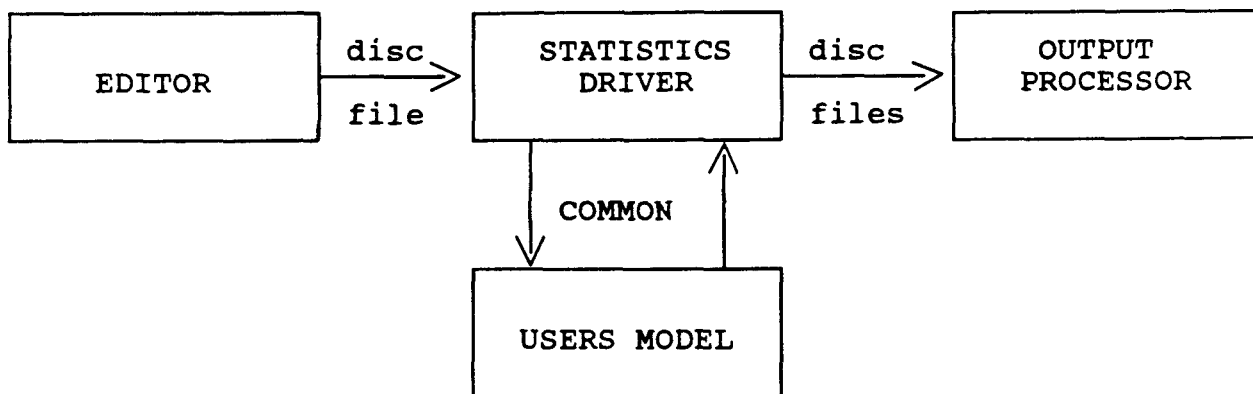 EDITOR
disc
file
STATISTICS
DRIVER
disc
files
OUTPUT
PROCESSOR
COMMON
USERS MODEL